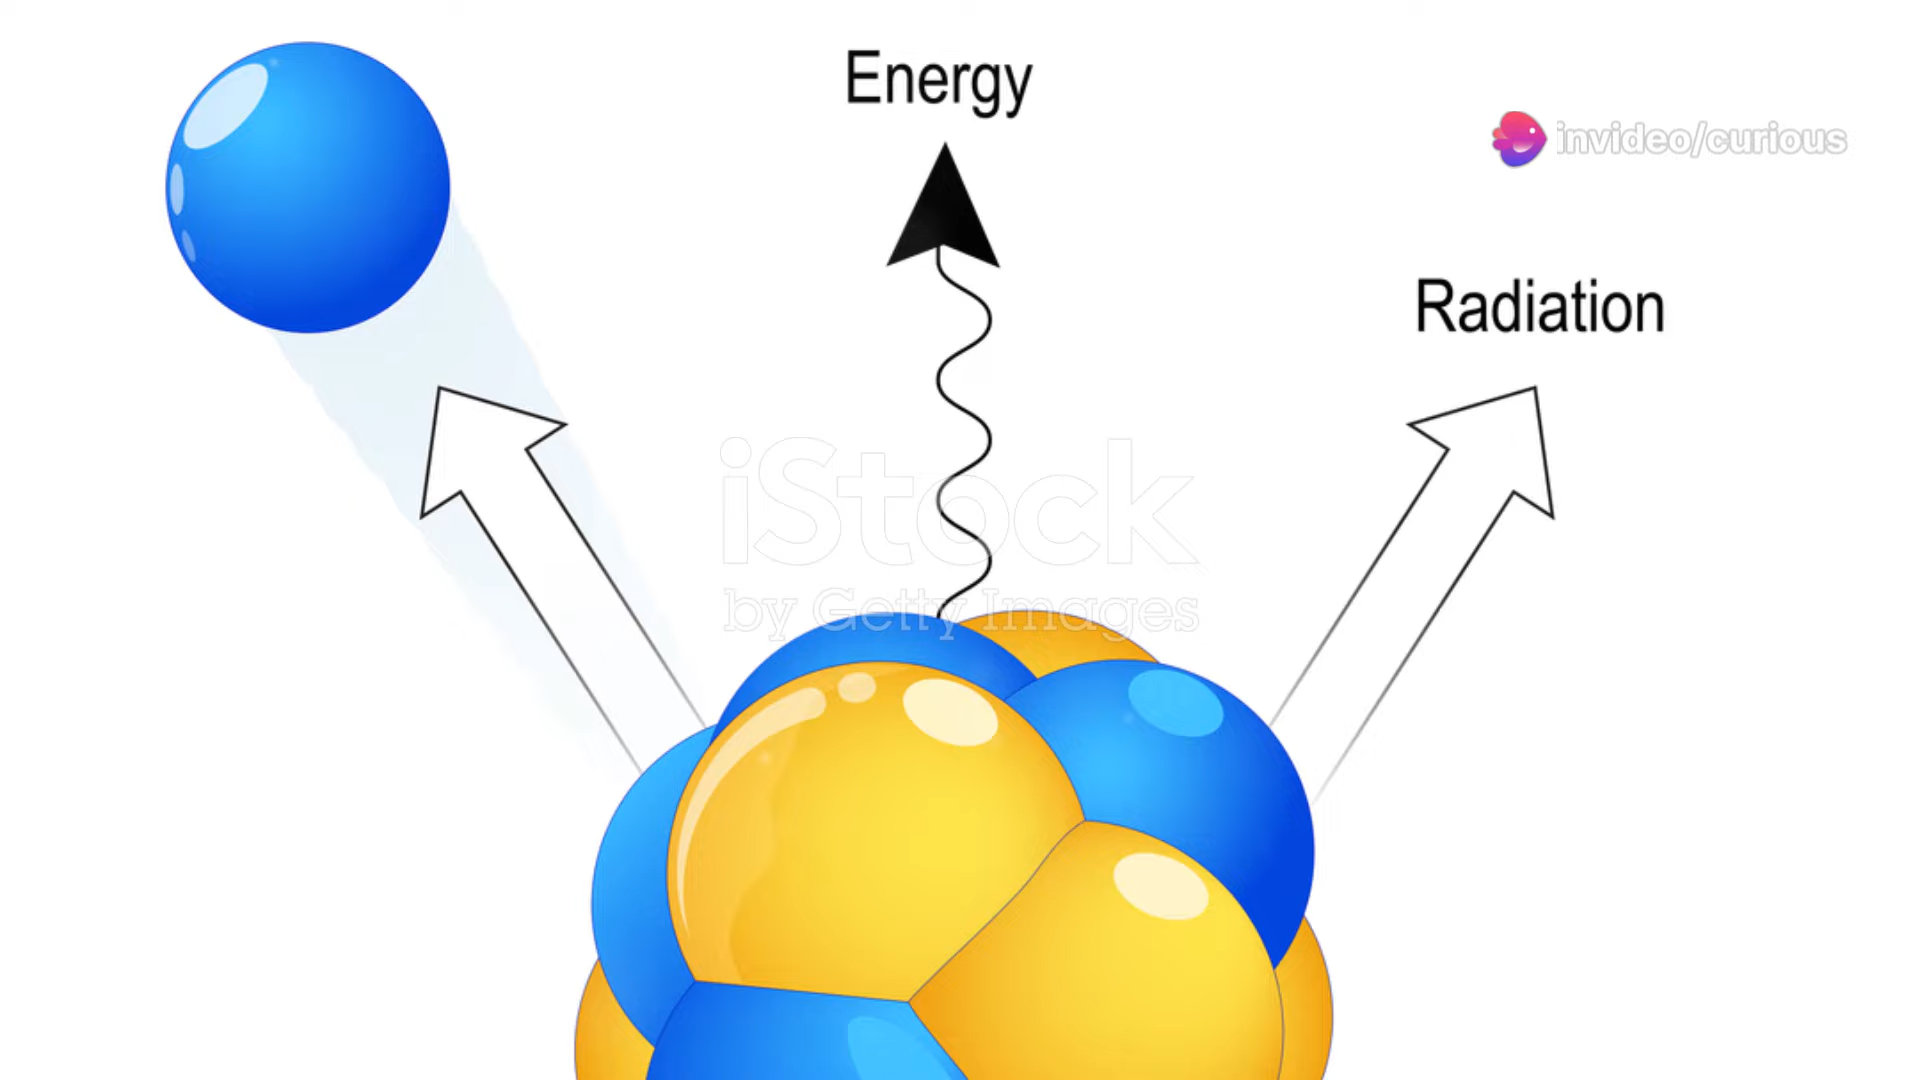 Energy
invideo/curious
Radiation
iStock
by Getty Images